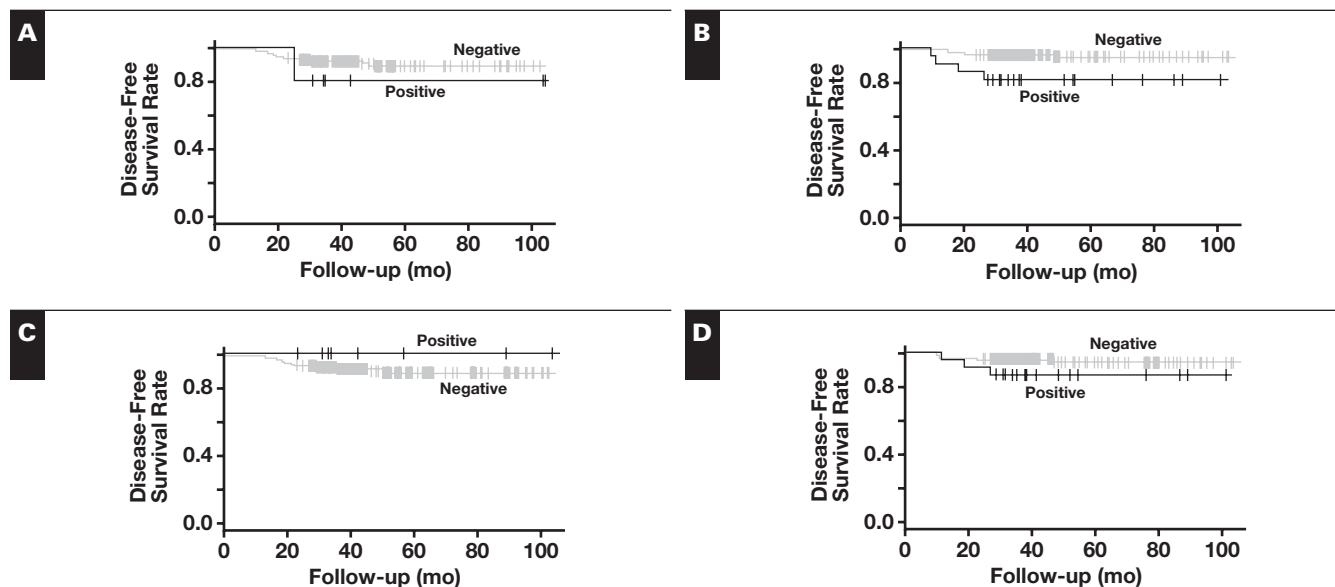 A
Disease-Free
Survival Rate
0.8
0.4
0.0
Negative
Positive
0 20 40 60 80 100
Follow-up (mo)
B
Disease-Free
Survival Rate
0.8
0.4
0.0
Negative
Positive
0 20 40 60 80 100
Follow-up (mo)
C
Disease-Free
Survival Rate
0.8
0.4
0.0
Positive
Negative
0 20 40 60 80 100
Follow-up (mo)
D
Disease-Free
Survival Rate
0.8
0.4
0.0
Negative
Positive
0 20 40 60 80 100
Follow-up (mo)